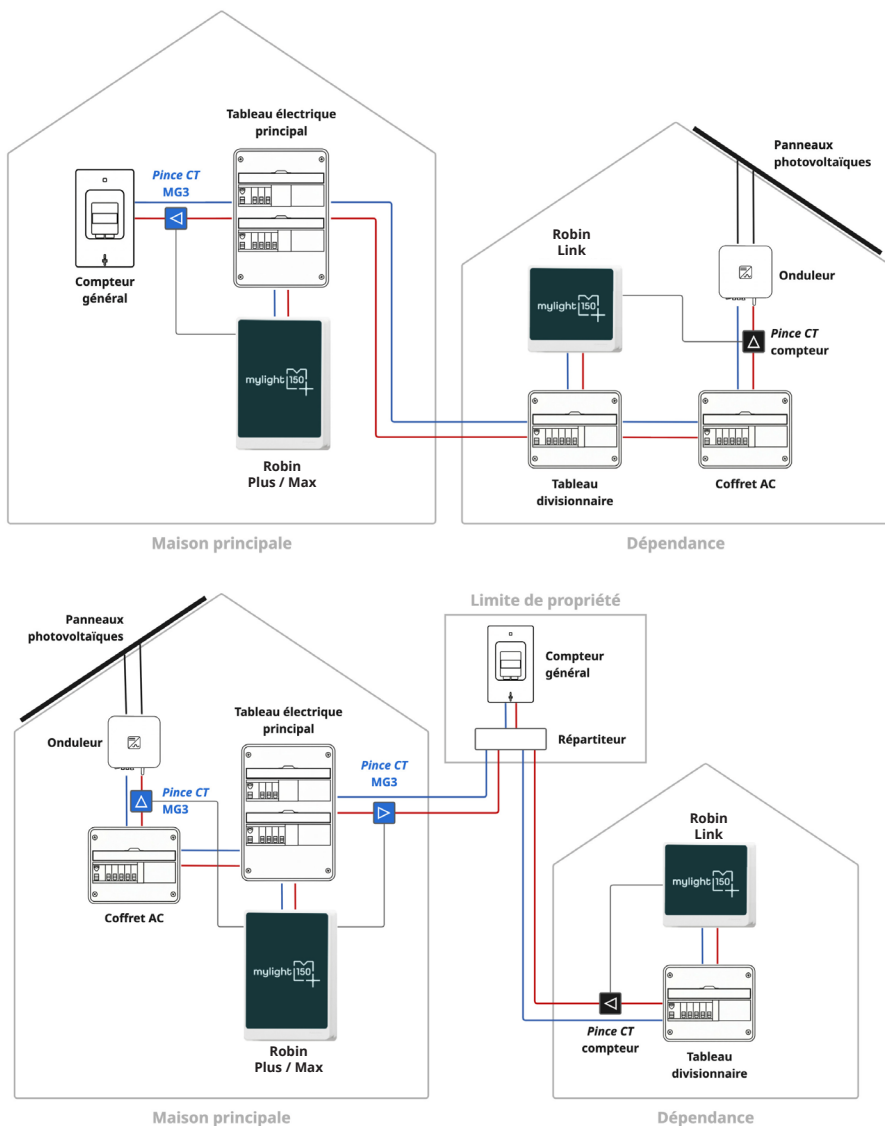 Tableau électrique
principal
Pince CT
MG3
Compteur
général
mylight 150
Robin
Plus / Max
Maison principale
Panneaux
photovoltaïques
Robin
Link
mylight 150
Onduleur
Pince CT
compteur
Tableau
divisionnaire
Coffret AC
Dépendance
Panneaux
photovoltaïques
Onduleur
Tableau électrique
principal
Pince CT
MG3
Pince CT
MG3
Coffret AC
mylight 150
Robin
Plus / Max
Maison principale
Limite de propriété
Compteur
général
Répartiteur
Robin
Link
mylight 150
Pince CT
compteur
Tableau
divisionnaire
Dépendance